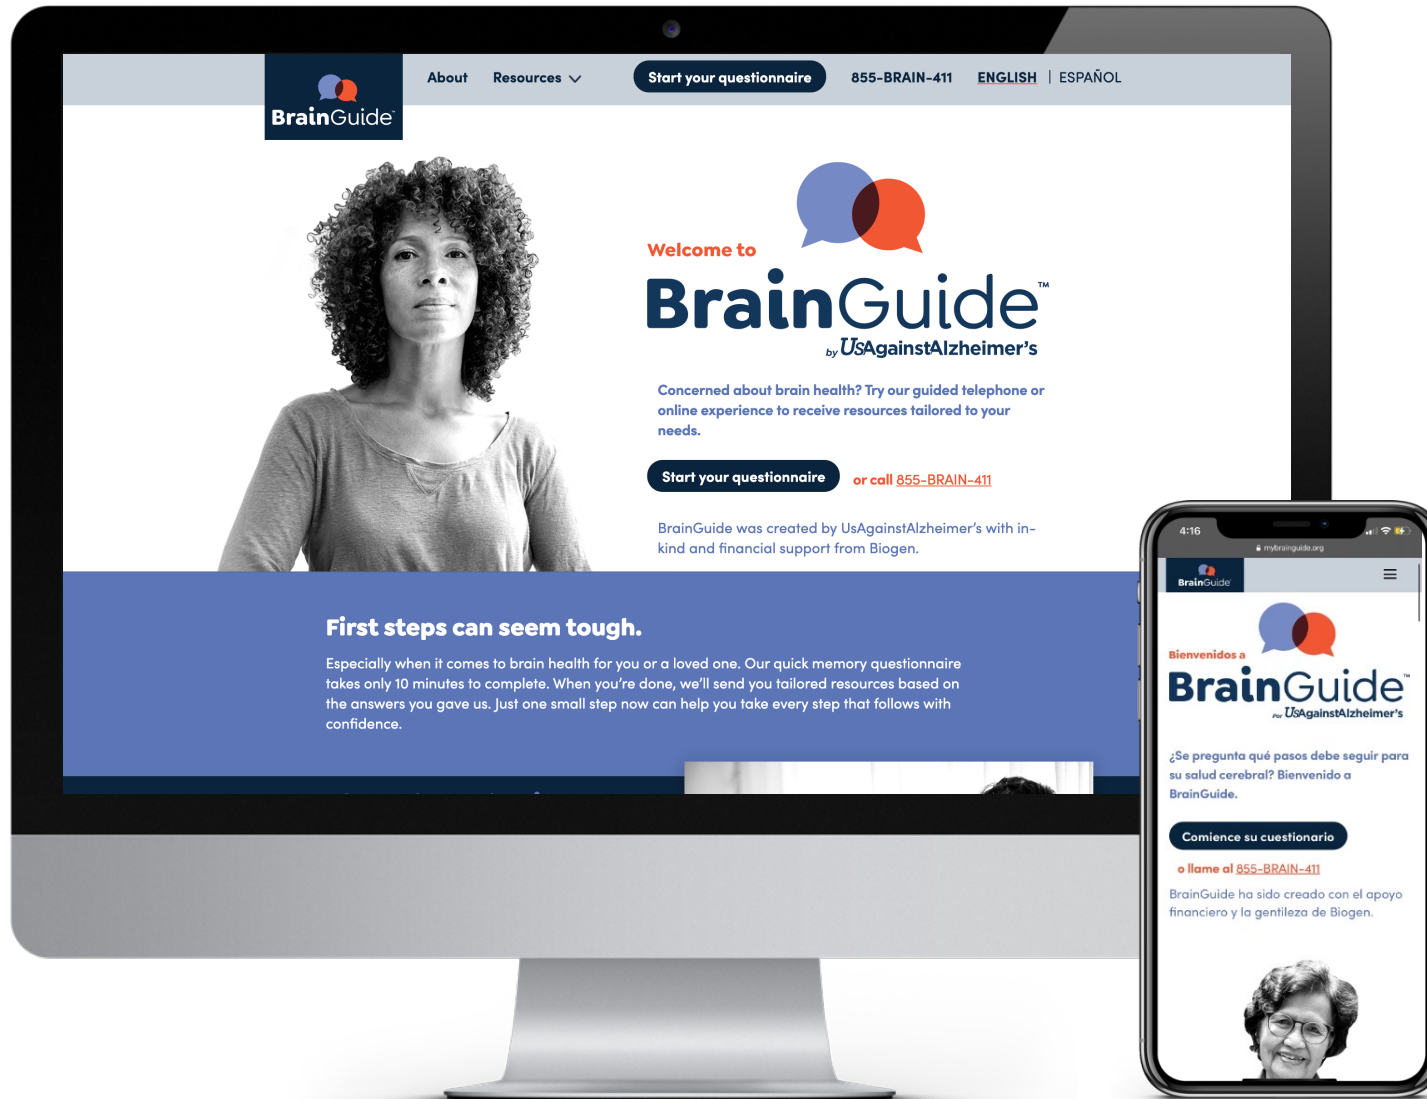 About Resources Start your questionnaire 855-BRAIN-411 ENGLISH | ESPAÑOL
BrainGuide™
Welcome to
BrainGuide™
by UsAgainstAlzheimer's
Concerned about brain health? Try our guided telephone or
online experience to receive resources tailored to your
needs.
Start your questionnaire or call 855-BRAIN-411
BrainGuide was created by UsAgainstAlzheimer's with in-
kind and financial support from Biogen.
First steps can seem tough.
Especially when it comes to brain health for you or a loved one. Our quick memory questionnaire
takes only 10 minutes to complete. When you're done, we'll send you tailored resources based on
the answers you gave us. Just one small step now can help you take every step that follows with
confidence.
4:16
mybrainguide.org
BrainGuide
Bienvenidos a
BrainGuide™
Por UsAgainstAlzheimer's
¿Se pregunta qué pasos debe seguir para
su salud cerebral? Bienvenido a
BrainGuide.
Comience su cuestionario
o llame al 855-BRAIN-411
BrainGuide ha sido creado con el apoyo
financiero y la gentileza de Biogen.